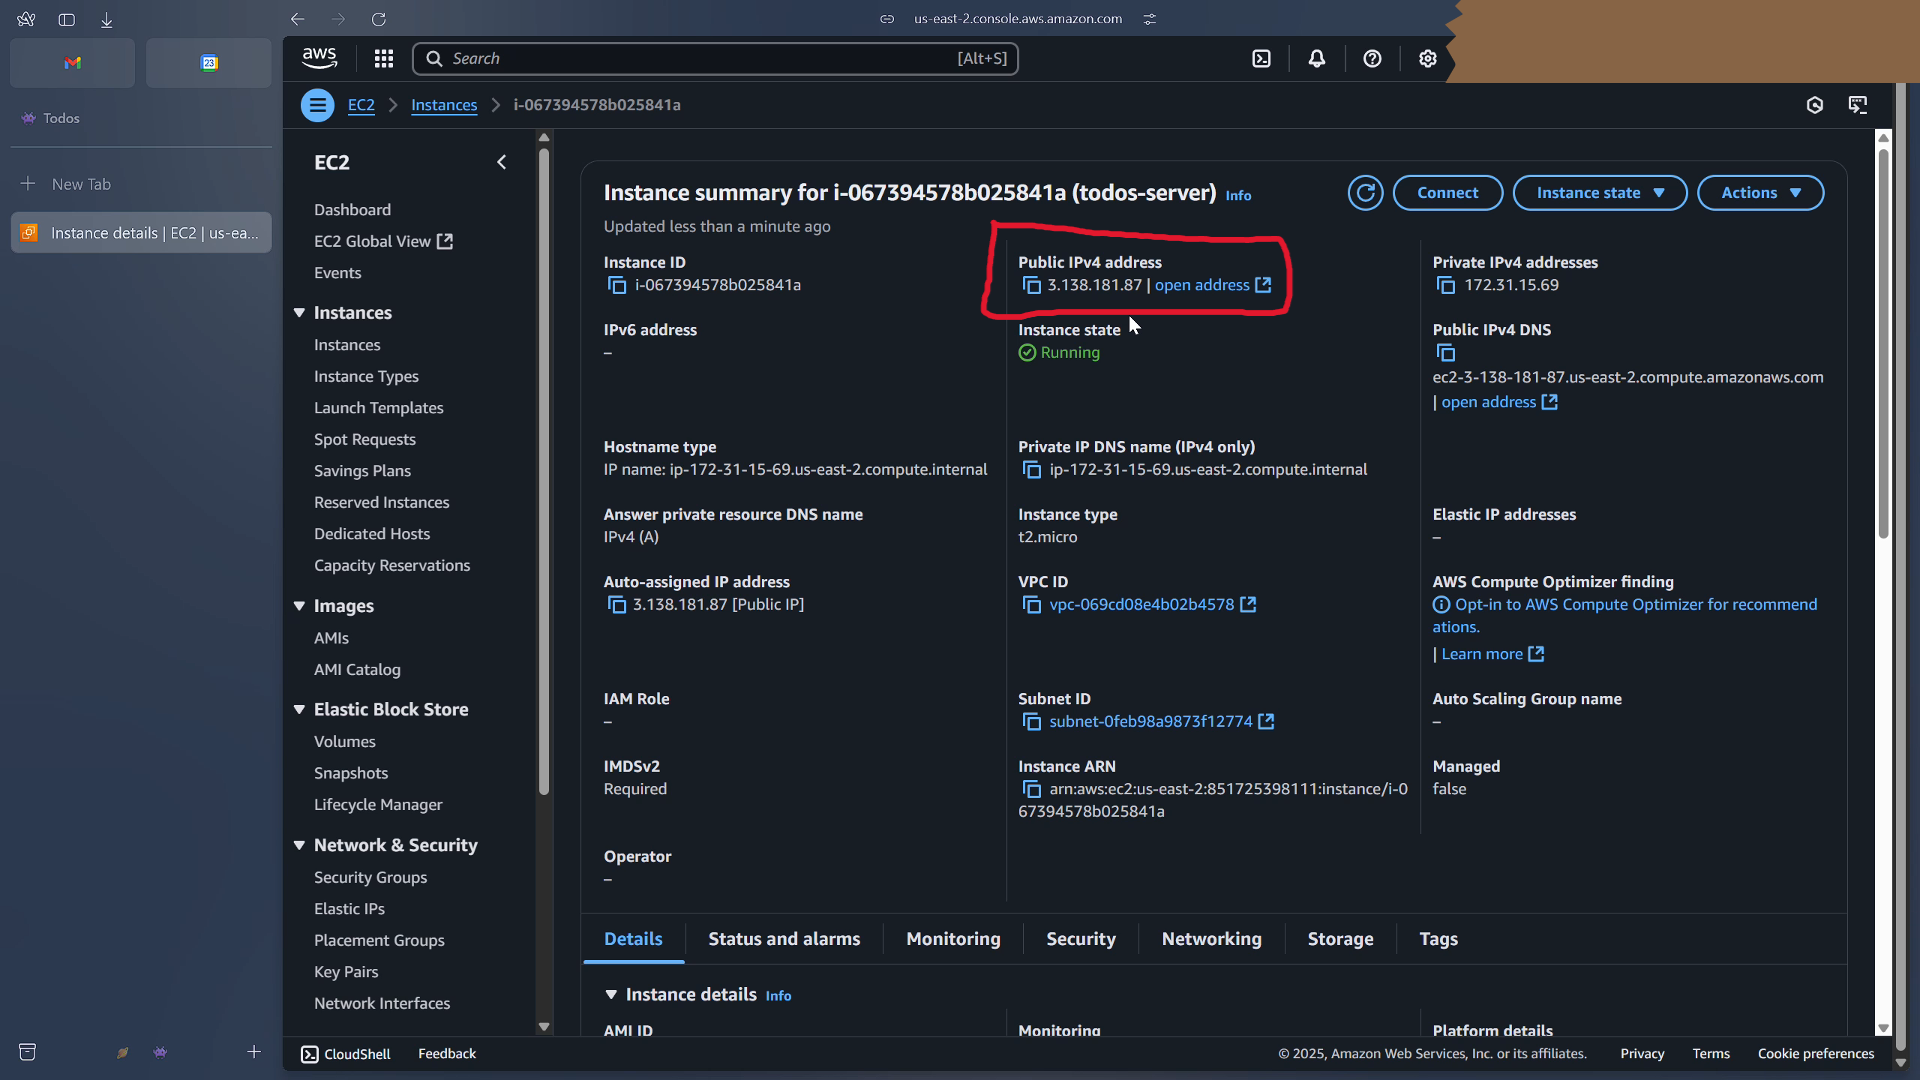 us-east-2.console.aws.amazon.com
23
Todos
New Tab
Instance details | EC2 | us-ea...
aws
Search
[Alt+S]
EC2
Instances
i-067394578b025841a
EC2
Dashboard
EC2 Global View
Events
Instances
Instances
Instance Types
Launch Templates
Spot Requests
Savings Plans
Reserved Instances
Dedicated Hosts
Capacity Reservations
Images
AMIs
AMI Catalog
Elastic Block Store
Volumes
Snapshots
Lifecycle Manager
Network & Security
Security Groups
Elastic IPs
Placement Groups
Key Pairs
Network Interfaces
Instance summary for i-067394578b025841a (todos-server) Info
Connect
Instance state
Actions
Updated less than a minute ago
Instance ID
i-067394578b025841a
Public IPv4 address
3.138.181.87 | open address
Private IPv4 addresses
172.31.15.69
IPv6 address
–
Instance state
Running
Public IPv4 DNS
ec2-3-138-181-87.us-east-2.compute.amazonaws.com
| open address
Hostname type
IP name: ip-172-31-15-69.us-east-2.compute.internal
Private IP DNS name (IPv4 only)
ip-172-31-15-69.us-east-2.compute.internal
Answer private resource DNS name
IPv4 (A)
Instance type
t2.micro
Elastic IP addresses
–
Auto-assigned IP address
3.138.181.87 [Public IP]
VPC ID
vpc-069cd08e4b02b4578
AWS Compute Optimizer finding
Opt-in to AWS Compute Optimizer for recommend
ations.
| Learn more
IAM Role
–
Subnet ID
subnet-0feb98a9873f12774
Auto Scaling Group name
–
IMDSv2
Required
Instance ARN
arn:aws:ec2:us-east-2:851725398111:instance/i-0
67394578b025841a
Managed
false
Operator
–
Details
Status and alarms
Monitoring
Security
Networking
Storage
Tags
Instance details Info
AMI ID
Monitoring
Platform details
CloudShell
Feedback
© 2025, Amazon Web Services, Inc. or its affiliates.
Privacy
Terms
Cookie preferences